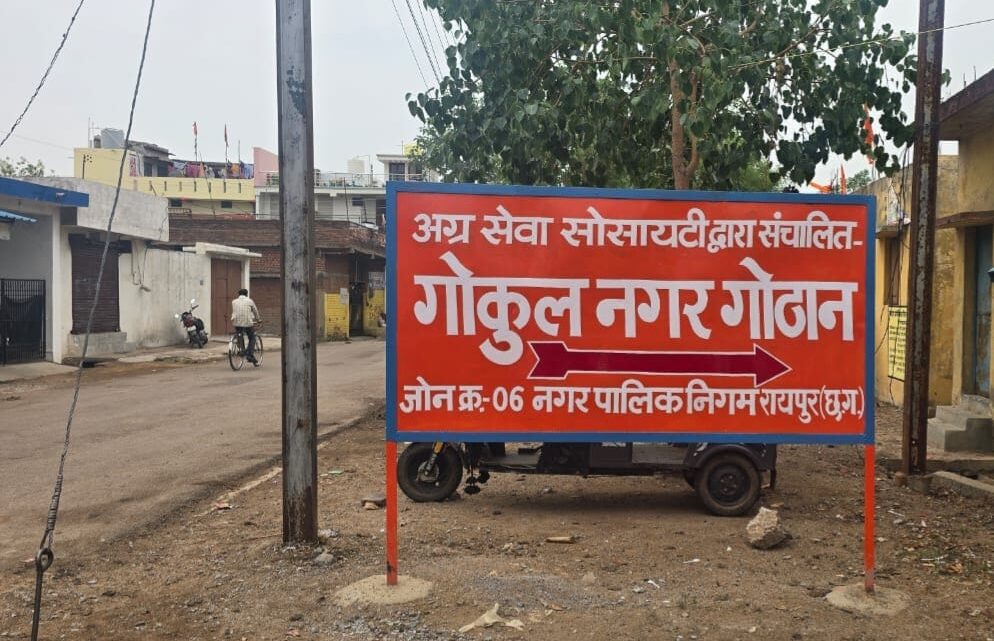 अग्र सेवा सोसायटी द्वारा संचालित-
गोकुल नगर गोठान
जोन क्र.-06 नगर पालिक निगम रायपुर (छ.ग.)